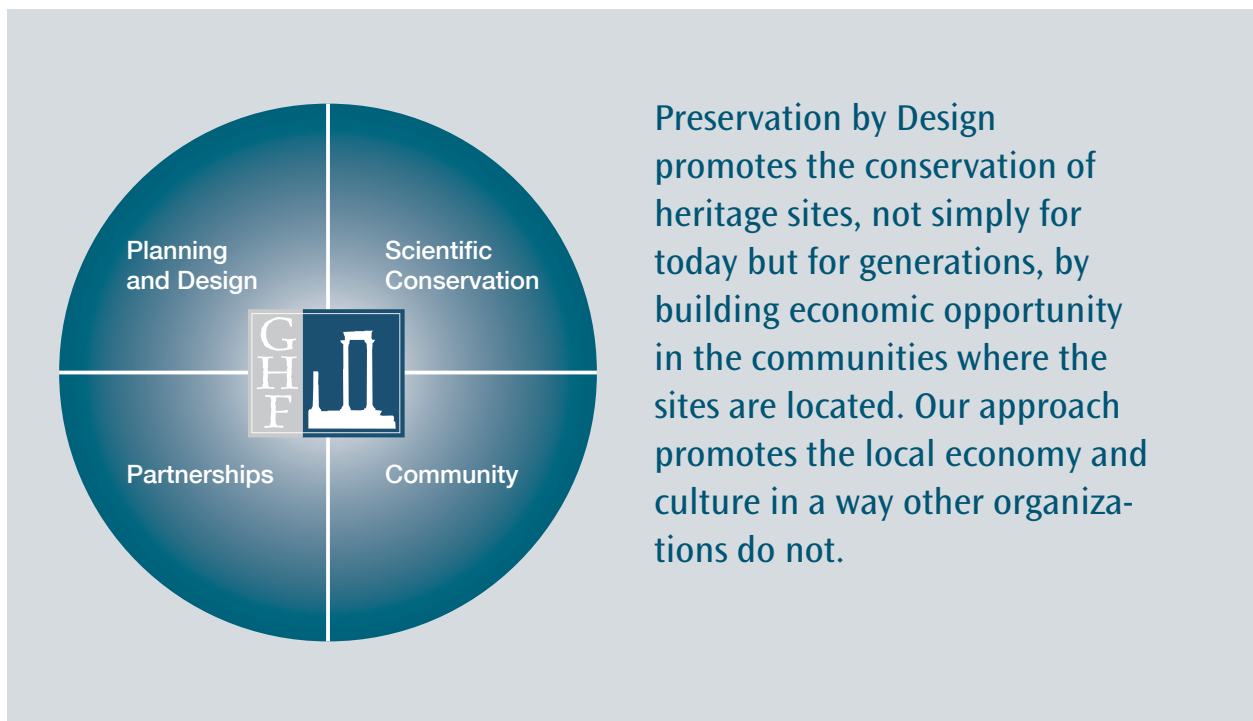 Planning
and Design
Scientific
Conservation
G
H
F
Partnerships
Community
Preservation by Design
promotes the conservation of
heritage sites, not simply for
today but for generations, by
building economic opportunity
in the communities where the
sites are located. Our approach
promotes the local economy and
culture in a way other organiza-
tions do not.